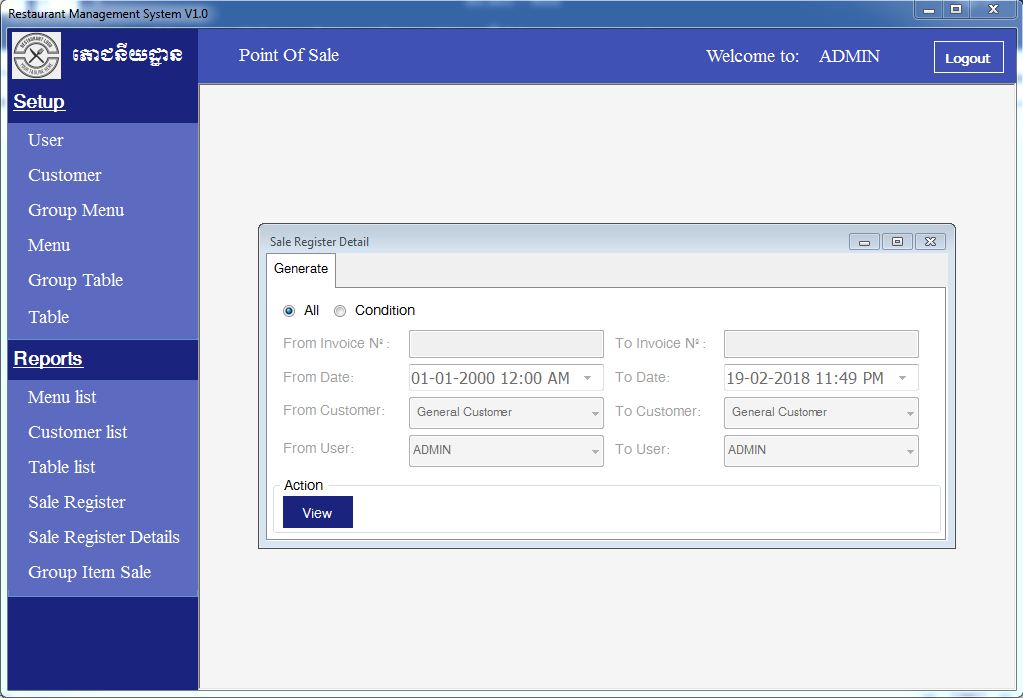 Restaurant Management System V1.0
ភោជនីយដ្ឋាន
Point Of Sale
Welcome to: ADMIN
Logout
Setup
User
Customer
Group Menu
Menu
Group Table
Table
Reports
Menu list
Customer list
Table list
Sale Register
Sale Register Details
Group Item Sale
Sale Register Detail
Generate
All Condition
From Invoice Nº : To Invoice Nº :
From Date: 01-01-2000 12:00 AM To Date: 19-02-2018 11:49 PM
From Customer: General Customer To Customer: General Customer
From User: ADMIN To User: ADMIN
Action
View